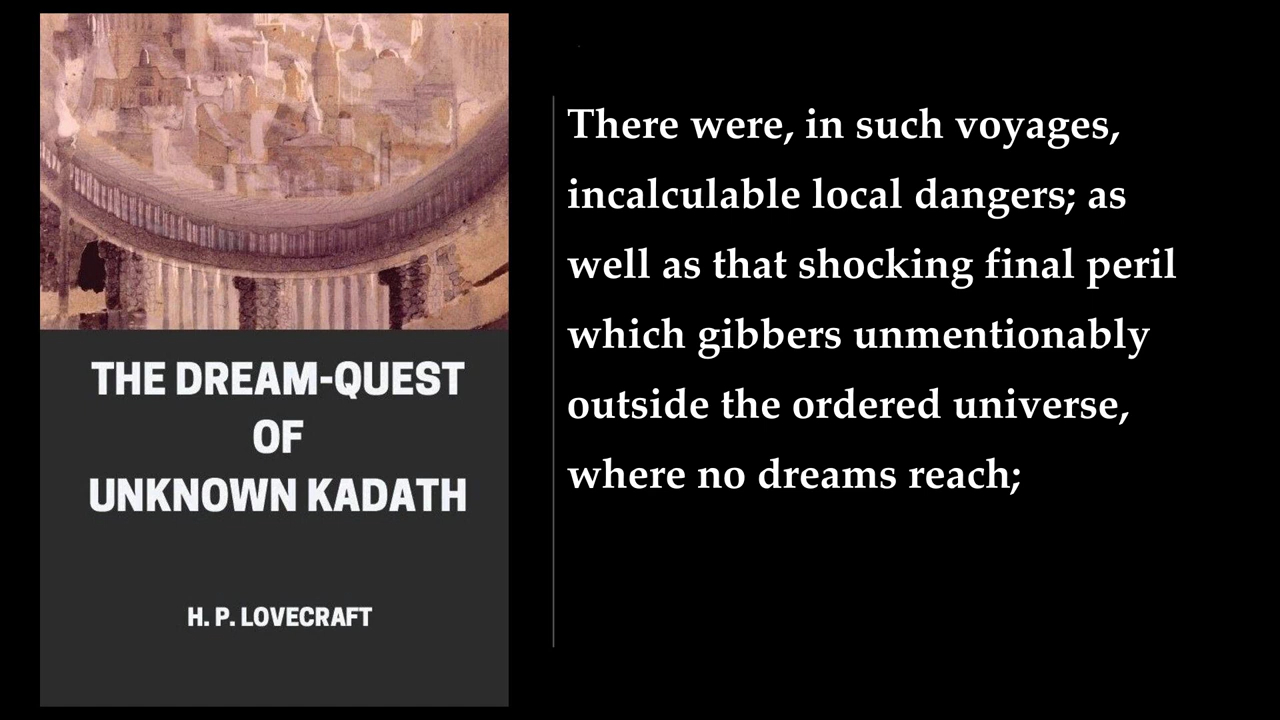 THE DREAM-QUEST
OF
UNKNOWN KADATH
H. P. LOVECRAFT
There were, in such voyages,
incalculable local dangers; as
well as that shocking final peril
which gibbers unmentionably
outside the ordered universe,
where no dreams reach;